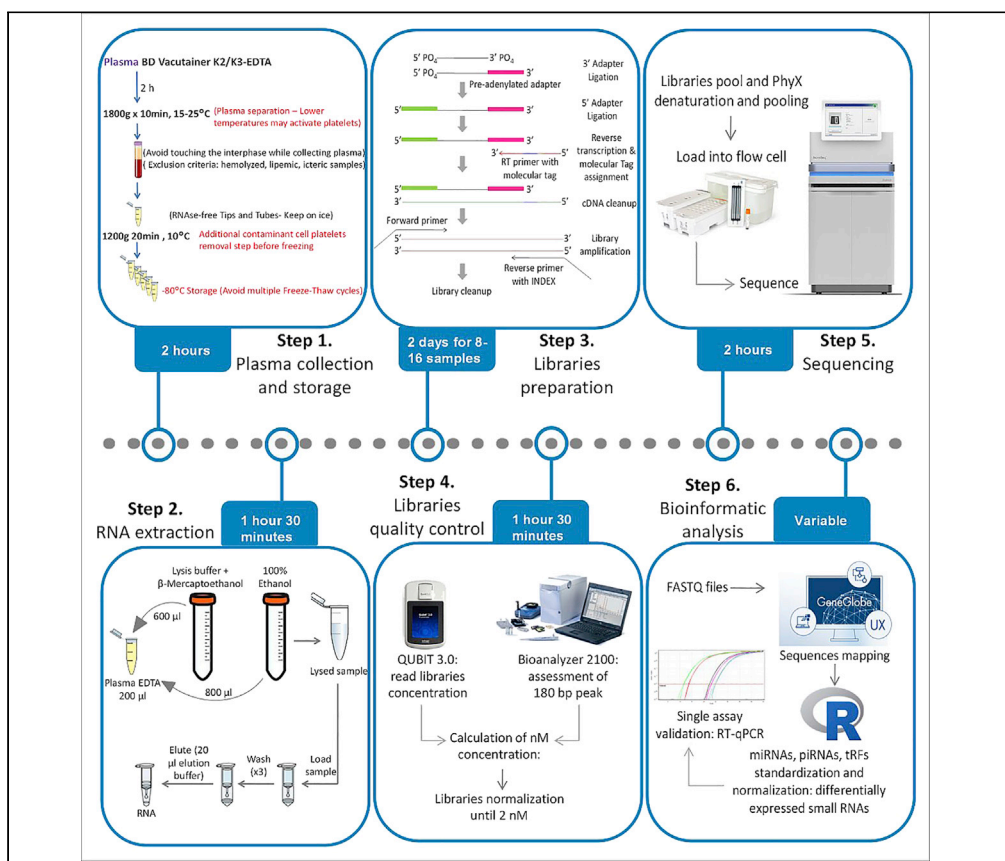 Plasma BD Vacutainer K2/K3-EDTA
2 h
1800g x 10min, 15-25°C (Plasma separation – Lower
temperatures may activate platelets)
(Avoid touching the interphase while collecting plasma)
( Exclusion criteria: hemolyzed, lipemic, icteric samples)
(RNAse-free Tips and Tubes- Keep on ice)
1200g 20min , 10°C Additional contaminant cell platelets
removal step before freezing
-80°C Storage (Avoid multiple Freeze-Thaw cycles)
2 hours
Step 1.
Plasma collection
and storage
5′ PO₄ 3′ PO₄
5′ PO₄ 3′
3′ Adapter
Ligation
Pre-adenylated adapter
5′ 3′
5′ Adapter
Ligation
5′ 3′
3′ 5′
RT primer with
molecular tag
Reverse
transcription &
molecular Tag
assignment
5′ 3′
3′ 5′
cDNA cleanup
Forward primer
5′ 3′
3′ 5′
Library
amplification
Reverse primer
with INDEX
Library cleanup
2 days for 8-
16 samples
Step 3.
Libraries
preparation
Libraries pool and PhyX
denaturation and pooling
Load into flow cell
Sequence
2 hours
Step 5.
Sequencing
Step 2.
RNA extraction
1 hour 30
minutes
Lysis buffer +
β-Mercaptoethanol
100%
Ethanol
600 µl
Plasma EDTA
200 µl
800 µl
Lysed sample
Load
sample
Wash
(x3)
Elute (20
µl elution
buffer)
RNA
Step 4.
Libraries
quality control
1 hour 30
minutes
QUBIT 3.0:
read libraries
concentration
Bioanalyzer 2100:
assessment of
180 bp peak
Calculation of nM
concentration:
Libraries normalization
until 2 nM
Step 6.
Bioinformatic
analysis
Variable
FASTQ files
GeneGlobe
UX
Sequences mapping
R
Single assay
validation: RT-qPCR
miRNAs, piRNAs, tRFs
standardization and
normalization: differentially
expressed small RNAs